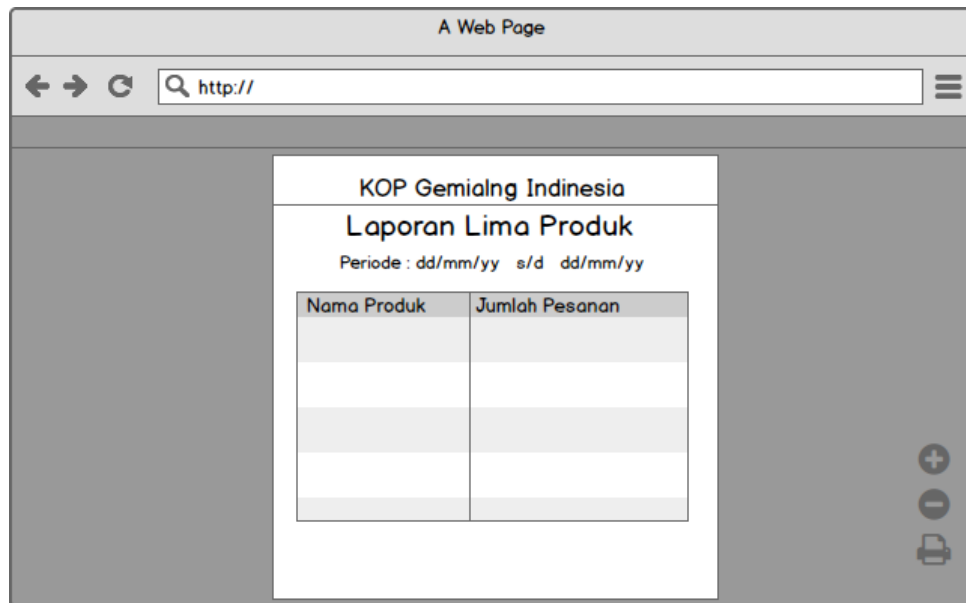 A Web Page
http://
KOP Gemialng Indinesia
Laporan Lima Produk
Periode : dd/mm/yy s/d dd/mm/yy
Nama Produk Jumlah Pesanan